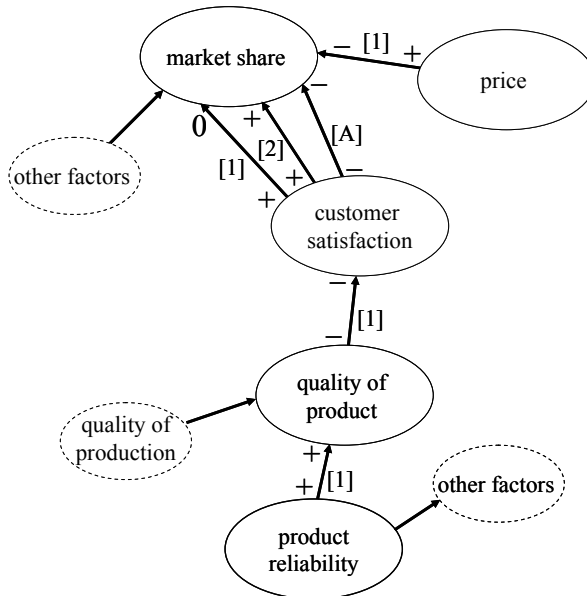 market share
− [1] +
price
−
0
+
[A]
[2]
[1]
other factors
−
+
+
customer
satisfaction
−
[1]
−
quality of
product
quality of
production
+
+
[1]
other factors
product
reliability